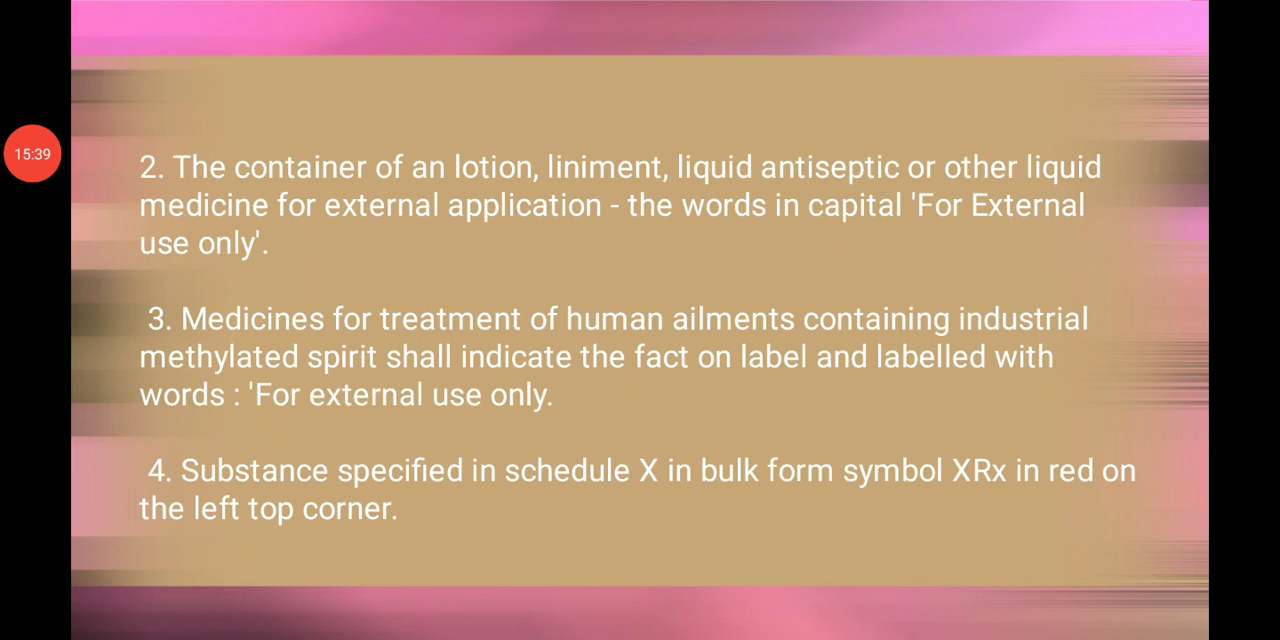 15:39
2. The container of an lotion, liniment, liquid antiseptic or other liquid
medicine for external application - the words in capital 'For External
use only'.
3. Medicines for treatment of human ailments containing industrial
methylated spirit shall indicate the fact on label and labelled with
words : 'For external use only.
4. Substance specified in schedule X in bulk form symbol XRx in red on
the left top corner.